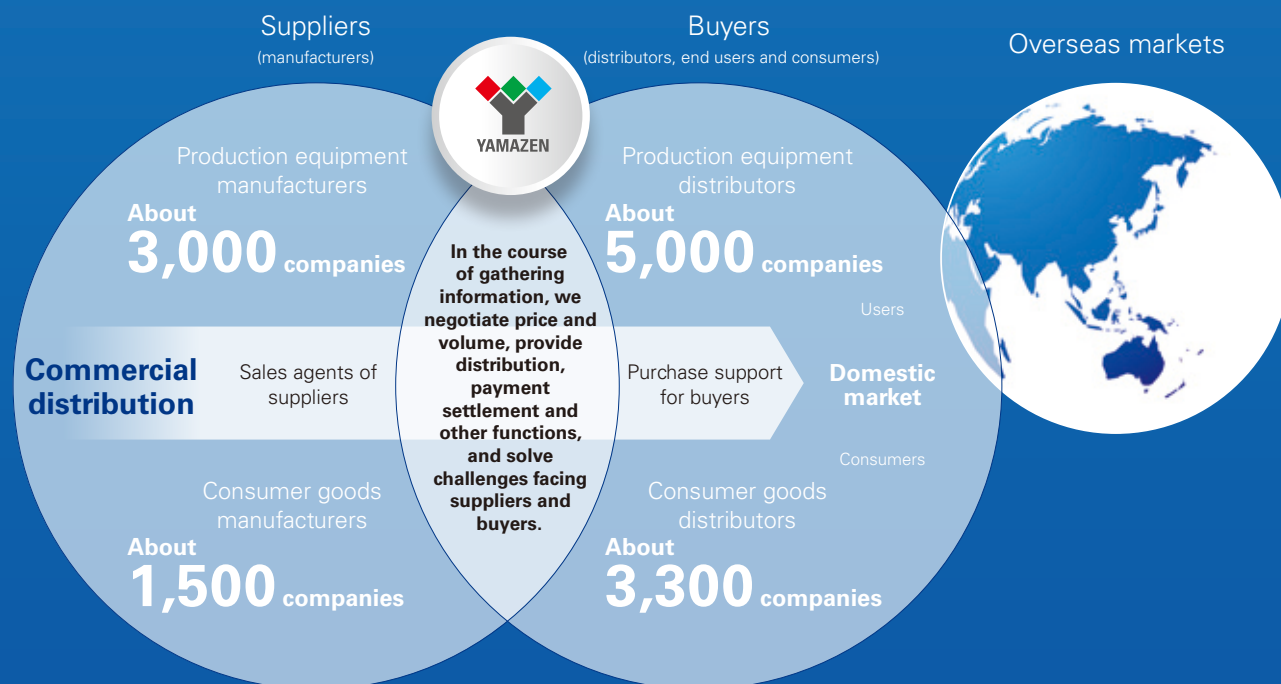 Suppliers
(manufacturers)
Buyers
(distributors, end users and consumers)
Overseas markets
YAMAZEN
Production equipment
manufacturers
About
3,000 companies
Production equipment
distributors
About
5,000 companies
In the course
of gathering
information, we
negotiate price and
volume, provide
distribution,
payment
settlement and
other functions,
and solve
challenges facing
suppliers and
buyers.
Commercial
distribution
Sales agents of
suppliers
Purchase support
for buyers
Users
Domestic
market
Consumers
Consumer goods
manufacturers
About
1,500 companies
Consumer goods
distributors
About
3,300 companies